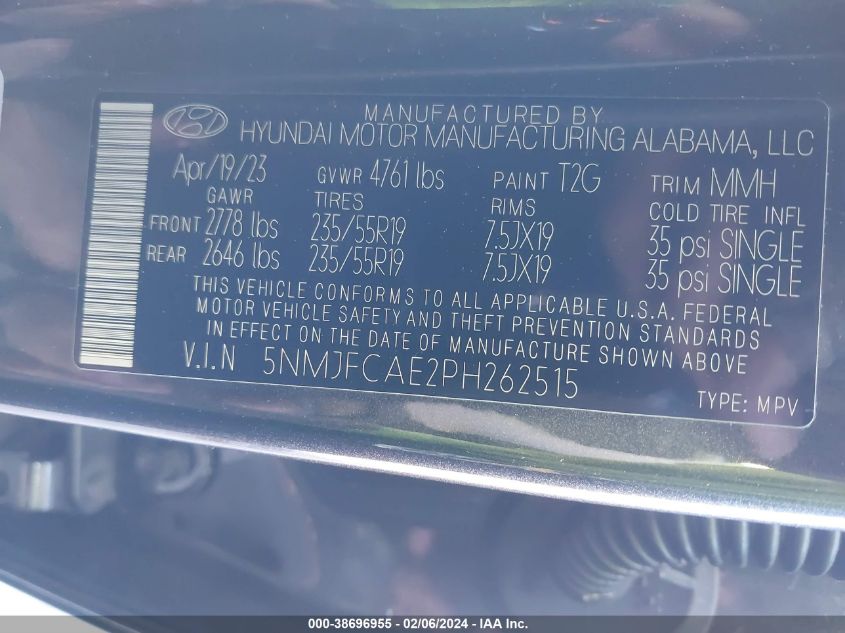 MANUFACTURED BY
HYUNDAI MOTOR MANUFACTURING ALABAMA, LLC
Apr/19/23 GVWR 4761 lbs PAINT T2G TRIM MMH
GAWR TIRES RIMS COLD TIRE INFL
FRONT 2778 lbs 235/55R19 7.5JX19 35 psi SINGLE
REAR 2646 lbs 235/55R19 7.5JX19 35 psi SINGLE
THIS VEHICLE CONFORMS TO ALL APPLICABLE U.S.A. FEDERAL
MOTOR VEHICLE SAFETY AND THEFT PREVENTION STANDARDS
IN EFFECT ON THE DATE OF MANUFACTURE SHOWN ABOVE
V.I.N 5NMJFCAE2PH262515
TYPE: MPV
000-38696955 - 02/06/2024 - IAA Inc.